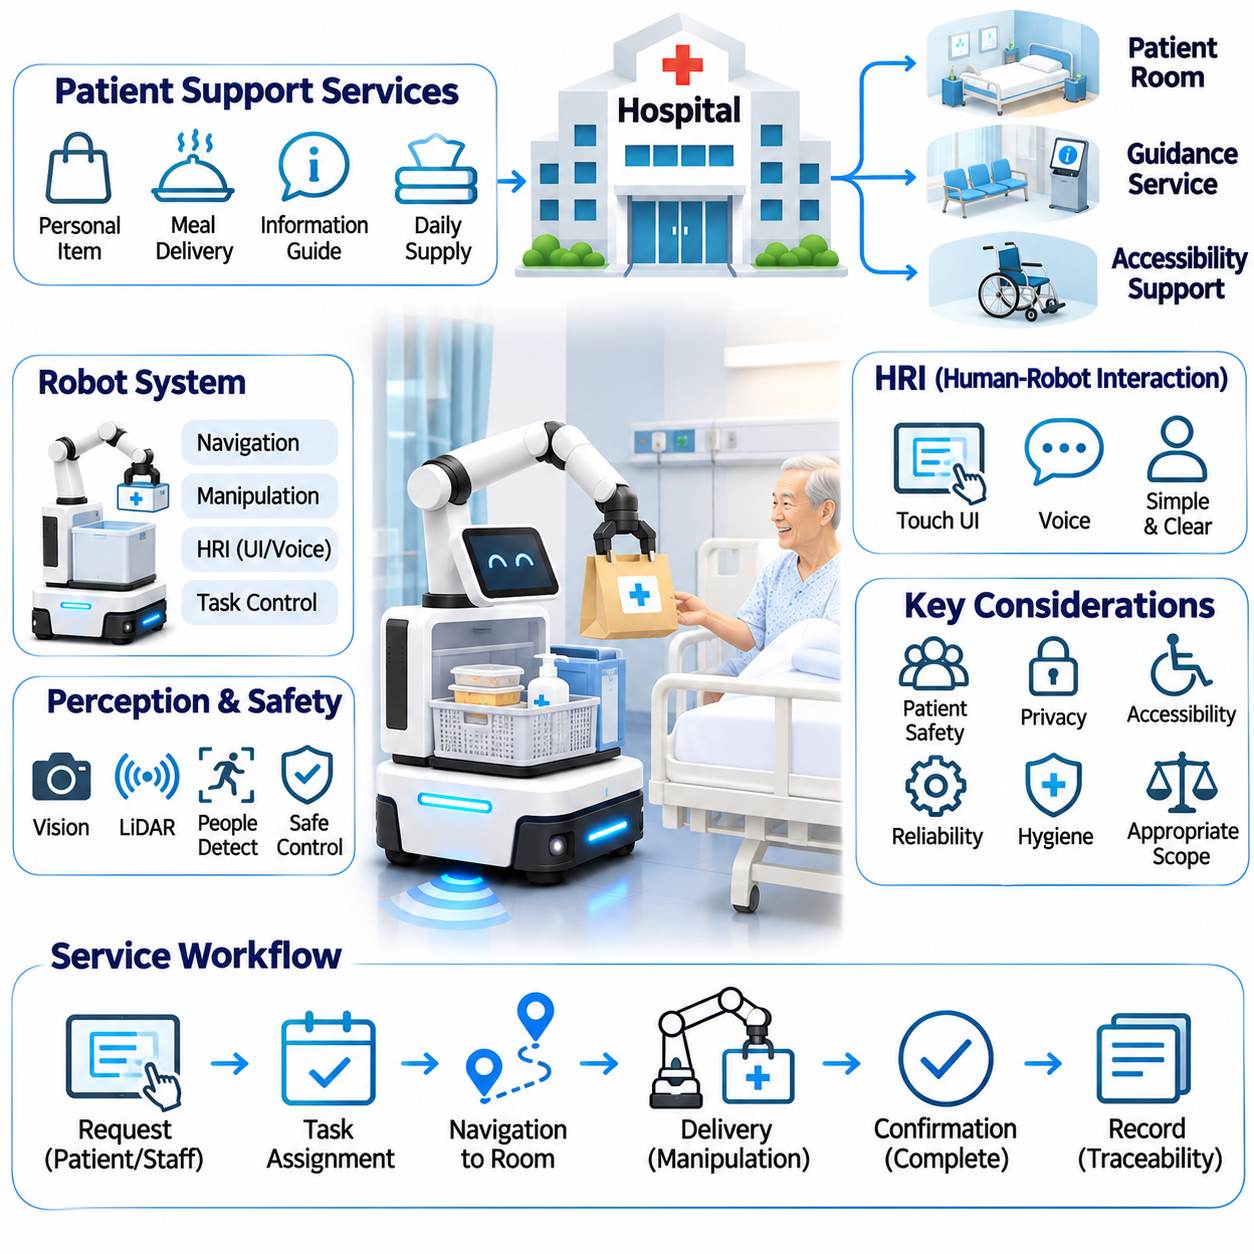 Patient Support Services
Personal
Item
Meal
Delivery
Information
Guide
Daily
Supply
Hospital
Patient
Room
Guidance
Service
Accessibility
Support
Robot System
Navigation
Manipulation
HRI (UI/Voice)
Task Control
HRI (Human-Robot Interaction)
Touch UI
Voice
Simple
& Clear
Perception & Safety
Vision
LiDAR
People
Detect
Safe
Control
Key Considerations
Patient
Safety
Privacy
Accessibility
Reliability
Hygiene
Appropriate
Scope
Service Workflow
Request
(Patient/Staff)
Task
Assignment
Navigation
to Room
Delivery
(Manipulation)
Confirmation
(Complete)
Record
(Traceability)